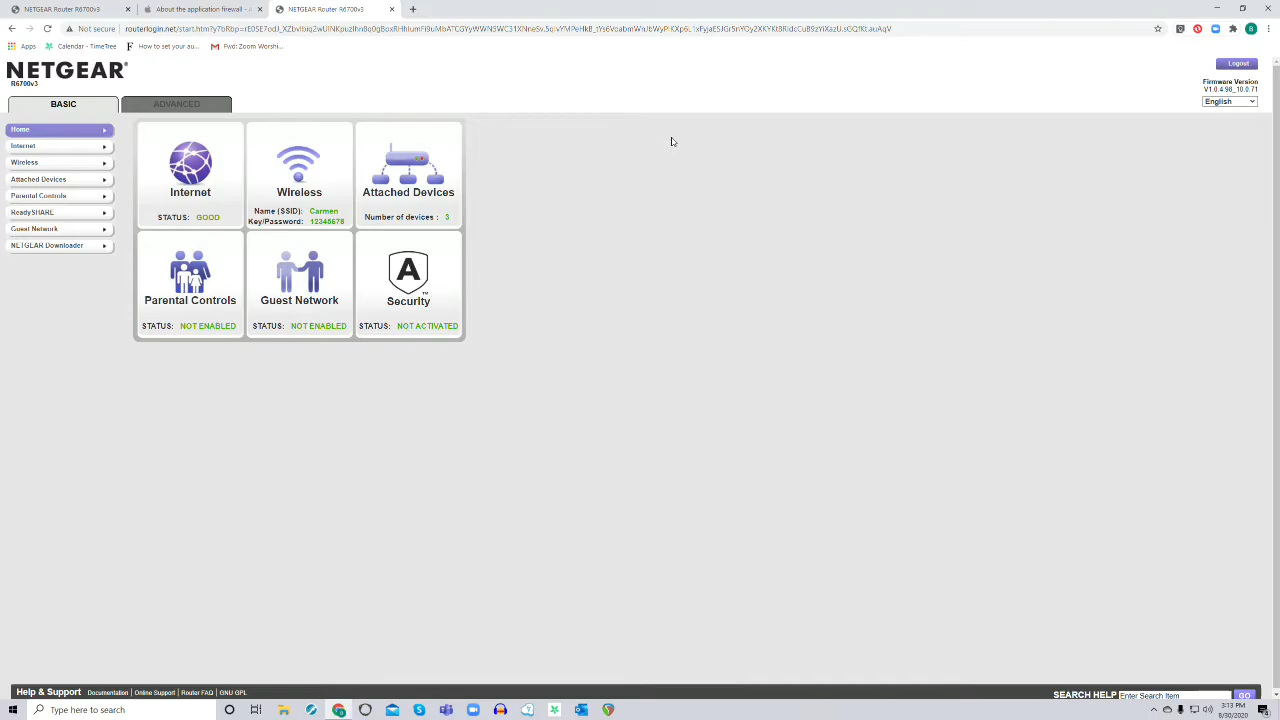 NETGEAR Router R6700v3
About the application firewall - A
NETGEAR Router R6700v3
Not secure
Apps
Calendar - TimeTree
How to set your au...
Fwd: Zoom Worshi...
B
NETGEAR®
R6700v3
Logout
Firmware Version
V1.0.4.98_10.0.71
English
BASIC
ADVANCED
Home
Internet
Wireless
Attached Devices
Parental Controls
ReadySHARE
Guest Network
NETGEAR Downloader
Internet
STATUS: GOOD
Wireless
Name (SSID): Carmen
Key/Password: 12345678
Attached Devices
Number of devices : 3
Parental Controls
STATUS: NOT ENABLED
Guest Network
STATUS: NOT ENABLED
A
Security
STATUS: NOT ACTIVATED
Help & Support Documentation | Online Support | Router FAQ | GNU GPL
SEARCH HELP Enter Search Item GO
Type here to search
3:13 PM
8/30/2020